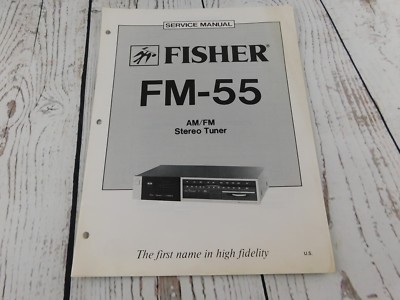 SERVICE MANUAL
FISHER
FM-55
AM/FM
Stereo Tuner
The first name in high fidelity
U.S.